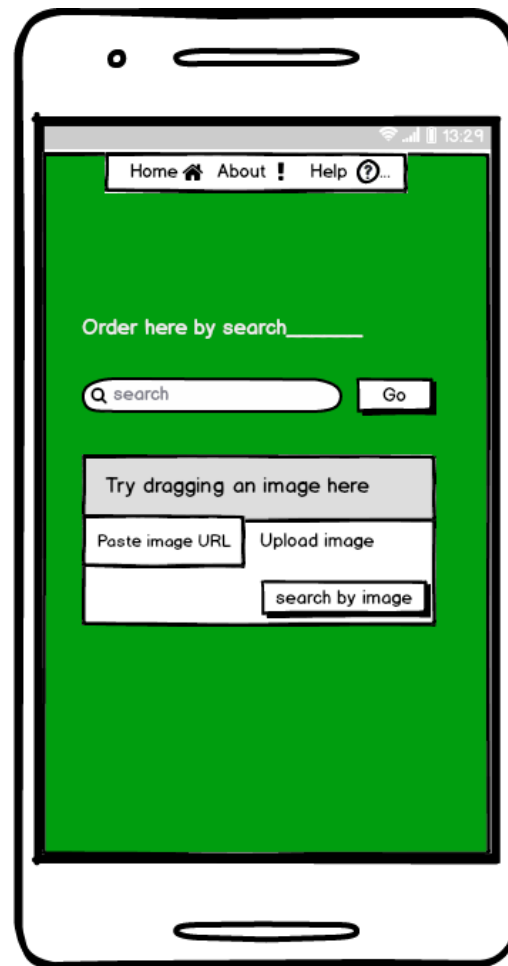 13:29
Home About ! Help ?...
Order here by search_______
search Go
Try dragging an image here
Paste image URL Upload image
search by image